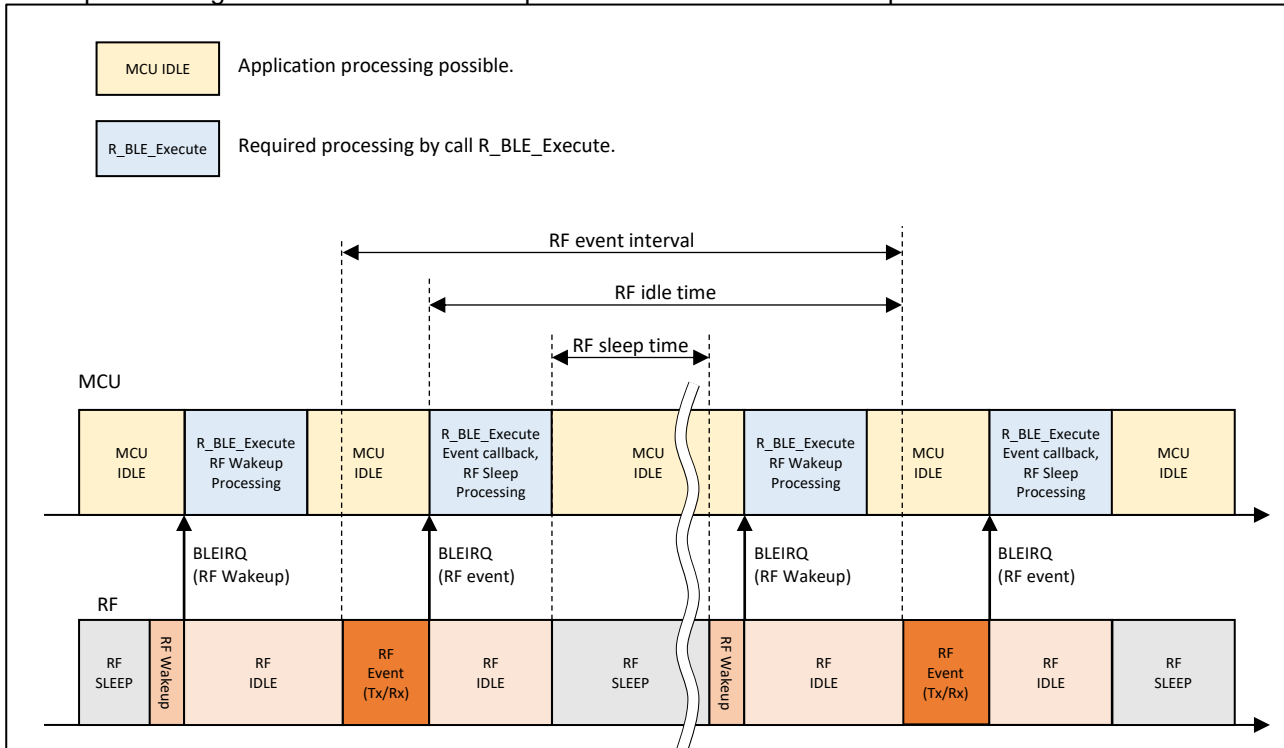 MCU IDLE
Application processing possible.
R_BLE_Execute
Required processing by call R_BLE_Execute.
RF event interval
RF idle time
RF sleep time
MCU
MCU
IDLE
R_BLE_Execute
RF Wakeup
Processing
MCU
IDLE
R_BLE_Execute
Event callback,
RF Sleep
Processing
MCU
IDLE
R_BLE_Execute
RF Wakeup
Processing
MCU
IDLE
R_BLE_Execute
Event callback,
RF Sleep
Processing
MCU
IDLE
BLEIRQ
(RF Wakeup)
BLEIRQ
(RF event)
BLEIRQ
(RF Wakeup)
BLEIRQ
(RF event)
RF
RF
SLEEP
RF Wakeup
RF
IDLE
RF
Event
(Tx/Rx)
RF
IDLE
RF
SLEEP
RF Wakeup
RF
IDLE
RF
Event
(Tx/Rx)
RF
IDLE
RF
SLEEP